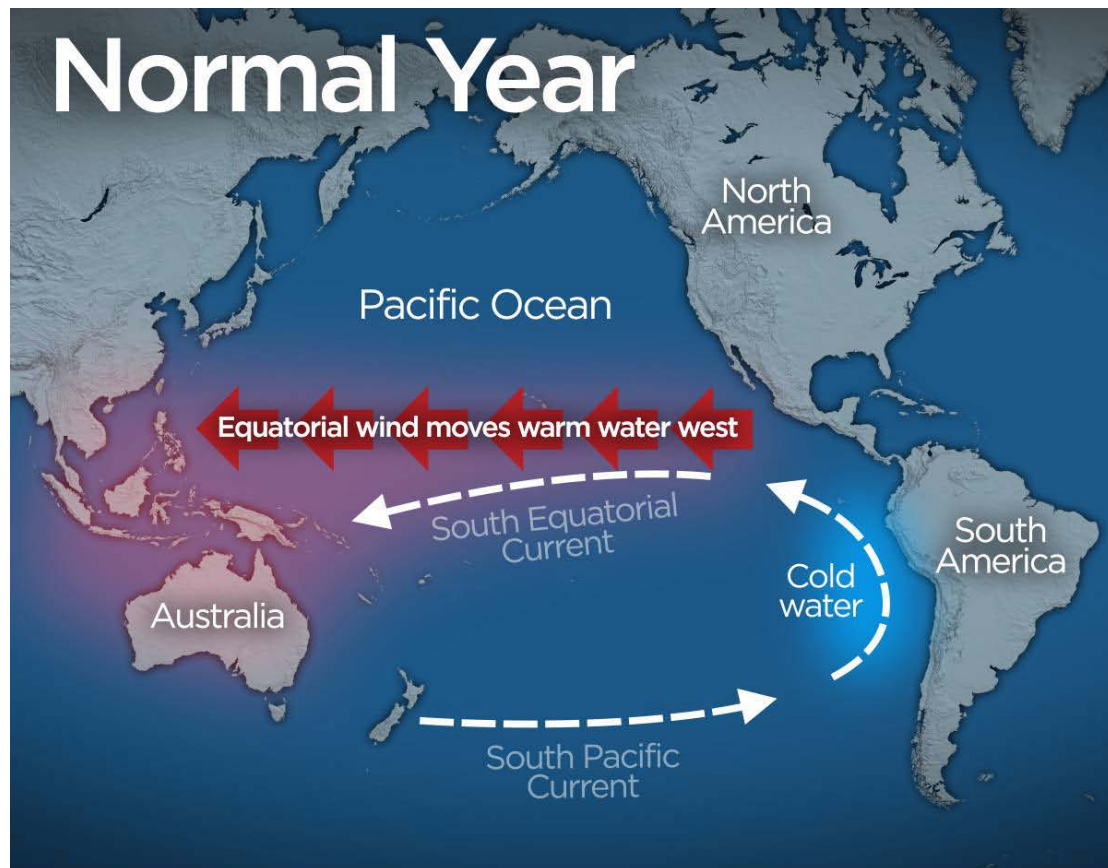 Normal Year
North
America
Pacific Ocean
Equatorial wind moves warm water west
South Equatorial
Current
South
America
Cold
water
Australia
South Pacific
Current